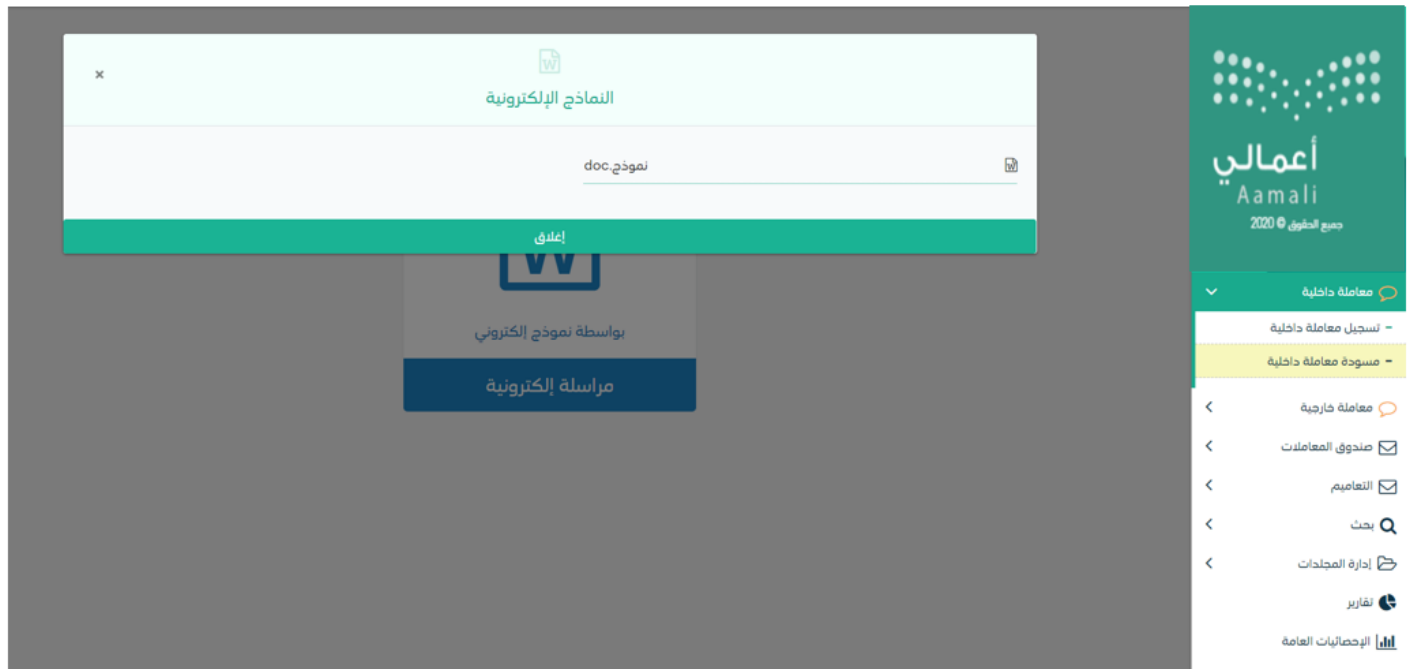 النماذج الإلكترونية
×
نموذج.doc
إغلاق
W
بواسطة نموذج إلكتروني
مراسلة إلكترونية
أعمالي
Aamali
جميع الحقوق © 2020
معاملة داخلية
- تسجيل معاملة داخلية
- مسودة معاملة داخلية
معاملة خارجية
صندوق المعاملات
التعاميم
بحث
إدارة المجلدات
تقارير
الإحصائيات العامة